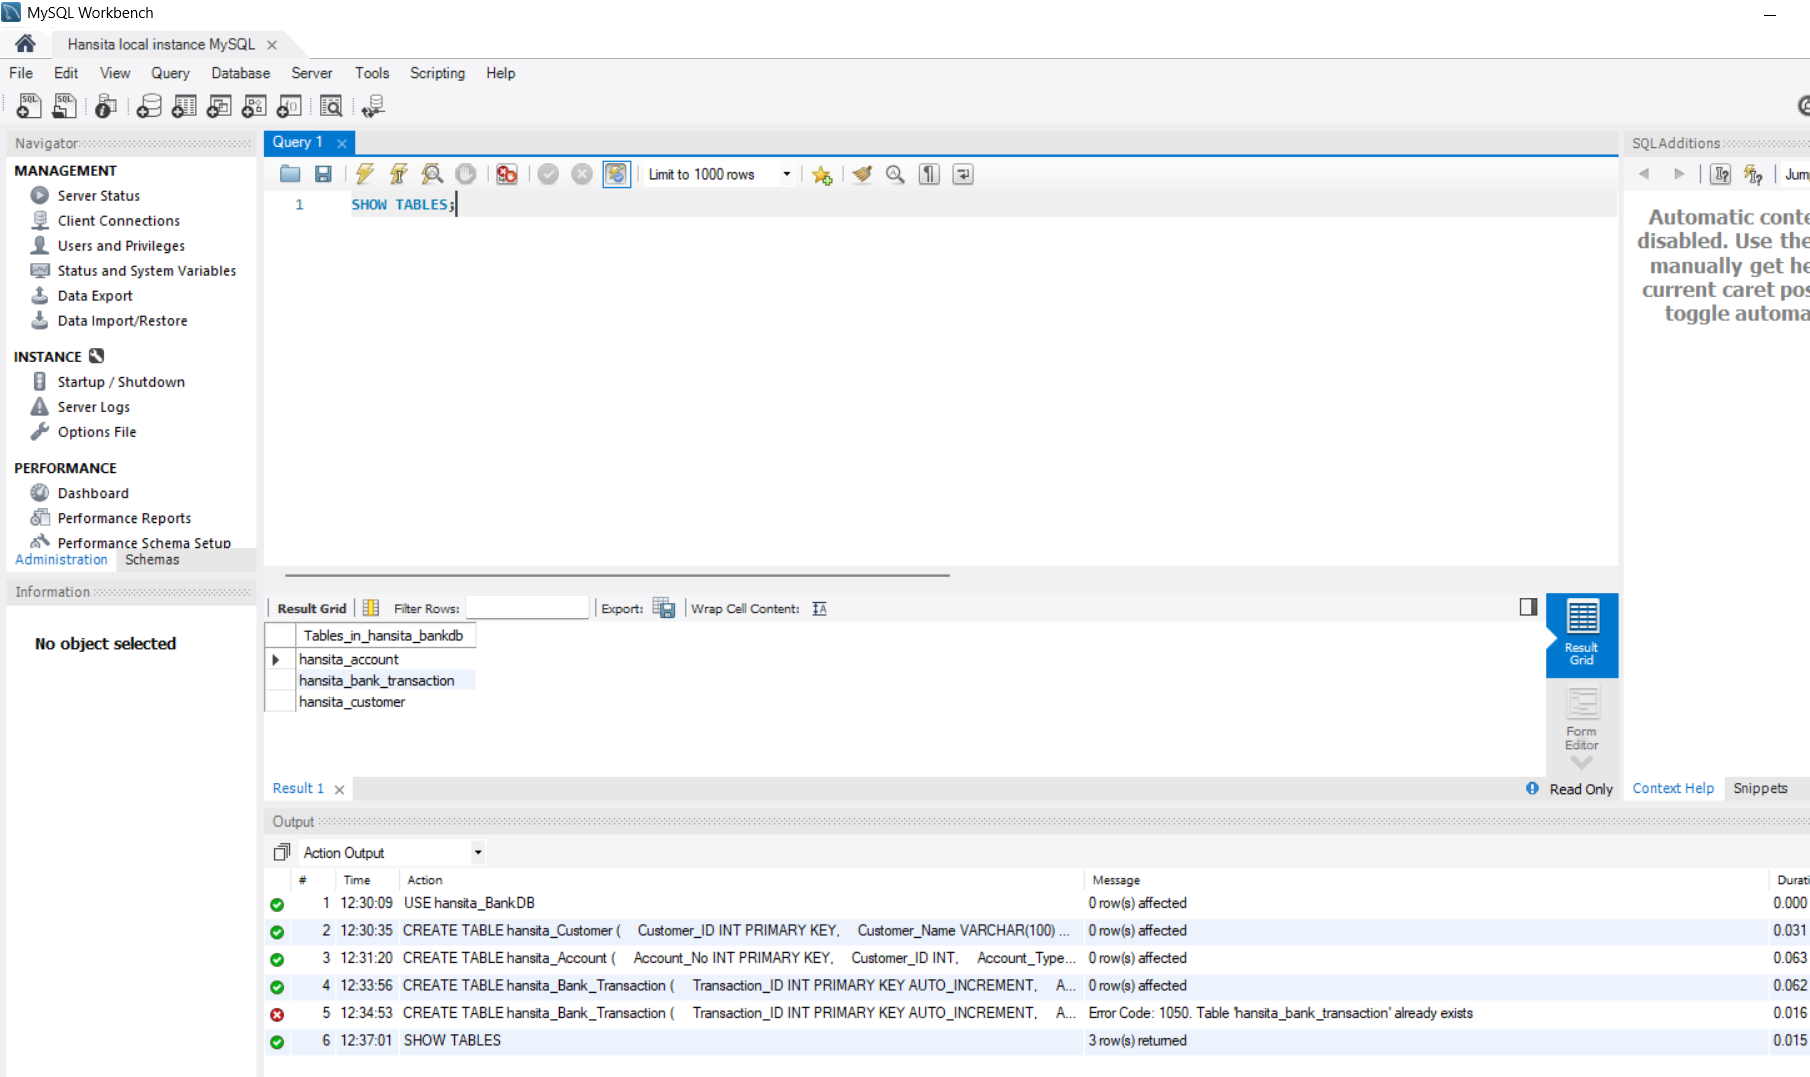 MySQL Workbench
Hansita local instance MySQL
File Edit View Query Database Server Tools Scripting Help
Navigator
MANAGEMENT
Server Status
Client Connections
Users and Privileges
Status and System Variables
Data Export
Data Import/Restore
INSTANCE
Startup / Shutdown
Server Logs
Options File
PERFORMANCE
Dashboard
Performance Reports
Performance Schema Setup
Administration Schemas
Information
No object selected
Query 1
Limit to 1000 rows
1 SHOW TABLES;
Result Grid Filter Rows: Export: Wrap Cell Content:
Tables_in_hansita_bankdb
hansita_account
hansita_bank_transaction
hansita_customer
Result
Grid
Form
Editor
Result 1 Read Only
SQLAdditions
Jum
Automatic conte
disabled. Use the
manually get he
current caret pos
toggle automa
Context Help Snippets
Output
Action Output
# Time Action Message Durati
1 12:30:09 USE hansita_BankDB 0 row(s) affected 0.000
2 12:30:35 CREATE TABLE hansita_Customer ( Customer_ID INT PRIMARY KEY, Customer_Name VARCHAR(100) ... 0 row(s) affected 0.031
3 12:31:20 CREATE TABLE hansita_Account ( Account_No INT PRIMARY KEY, Customer_ID INT, Account_Type... 0 row(s) affected 0.063
4 12:33:56 CREATE TABLE hansita_Bank_Transaction ( Transaction_ID INT PRIMARY KEY AUTO_INCREMENT, A... 0 row(s) affected 0.062
5 12:34:53 CREATE TABLE hansita_Bank_Transaction ( Transaction_ID INT PRIMARY KEY AUTO_INCREMENT, A... Error Code: 1050. Table 'hansita_bank_transaction' already exists 0.016
6 12:37:01 SHOW TABLES 3 row(s) returned 0.015